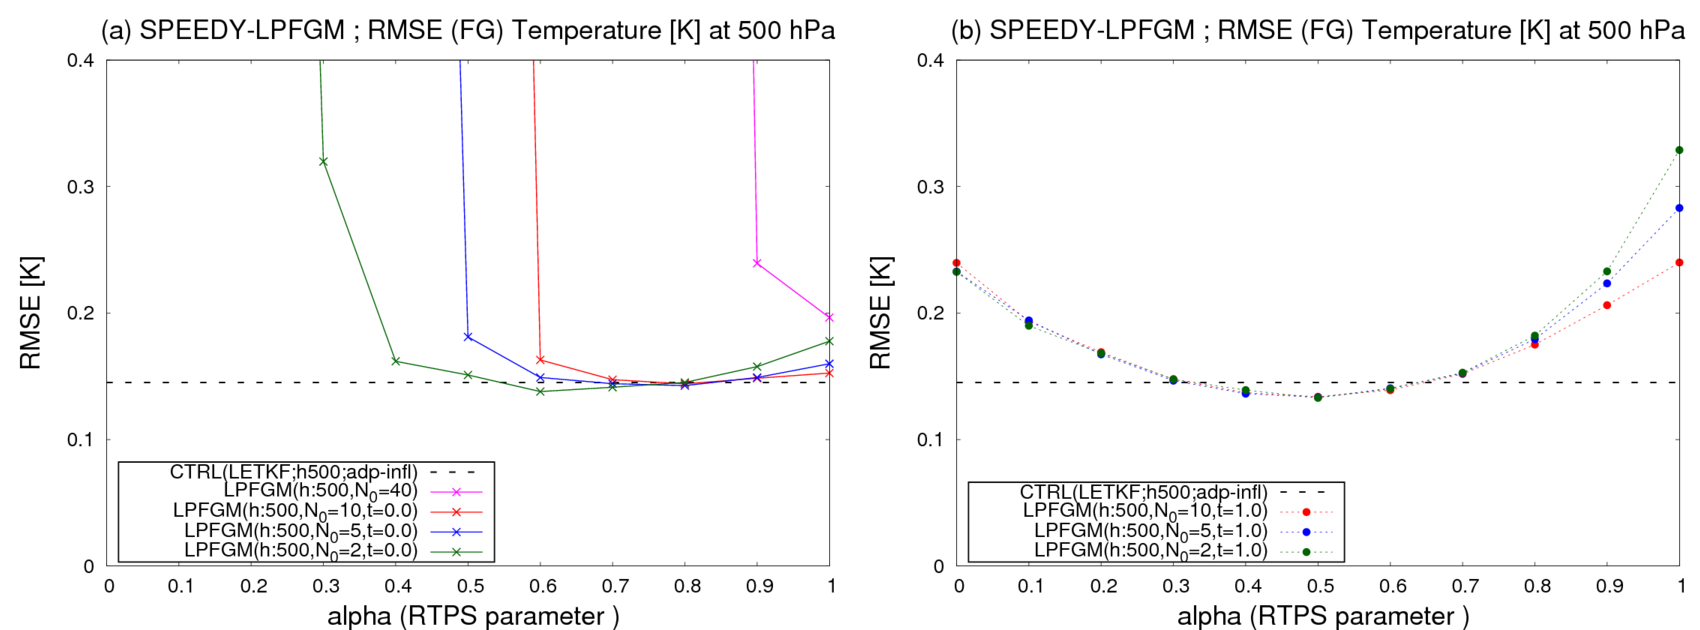 (a) SPEEDY-LPFGM ; RMSE (FG) Temperature [K] at 500 hPa
0.4
0.3
0.2
0.1
0
RMSE [K]
CTRL(LETKF;h500;adp-infl)
LPFGM(h:500,N₀=40)
LPFGM(h:500,N₀=10,t=0.0)
LPFGM(h:500,N₀=5,t=0.0)
LPFGM(h:500,N₀=2,t=0.0)
0 0.1 0.2 0.3 0.4 0.5 0.6 0.7 0.8 0.9 1
alpha (RTPS parameter )
(b) SPEEDY-LPFGM ; RMSE (FG) Temperature [K] at 500 hPa
0.4
0.3
0.2
0.1
0
RMSE [K]
CTRL(LETKF;h500;adp-infl)
LPFGM(h:500,N₀=10,t=1.0)
LPFGM(h:500,N₀=5,t=1.0)
LPFGM(h:500,N₀=2,t=1.0)
0 0.1 0.2 0.3 0.4 0.5 0.6 0.7 0.8 0.9 1
alpha (RTPS parameter )